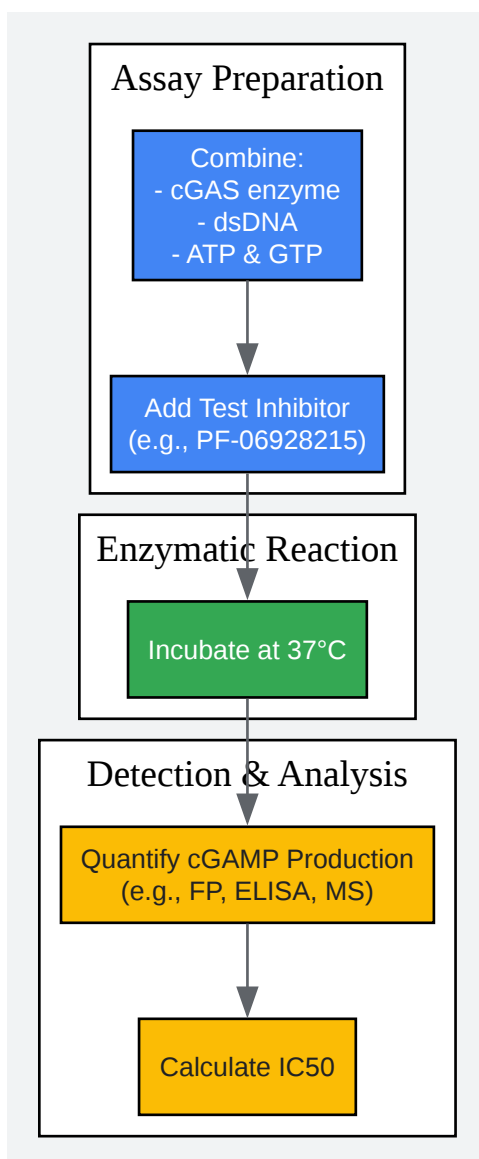 Assay Preparation
Combine:
- cGAS enzyme
- dsDNA
- ATP & GTP
Add Test Inhibitor
(e.g., PF-06928215)
Enzymatic Reaction
Incubate at 37°C
Detection & Analysis
Quantify cGAMP Production
(e.g., FP, ELISA, MS)
Calculate IC50